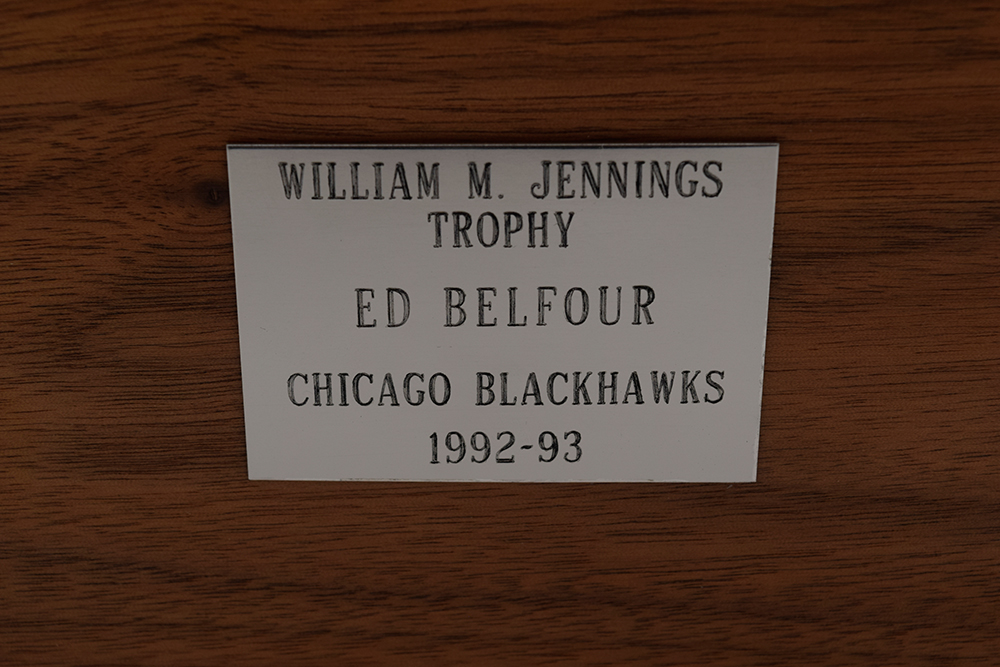 WILLIAM M. JENNINGS
TROPHY
ED BELFOUR
CHICAGO BLACKHAWKS
1992-93